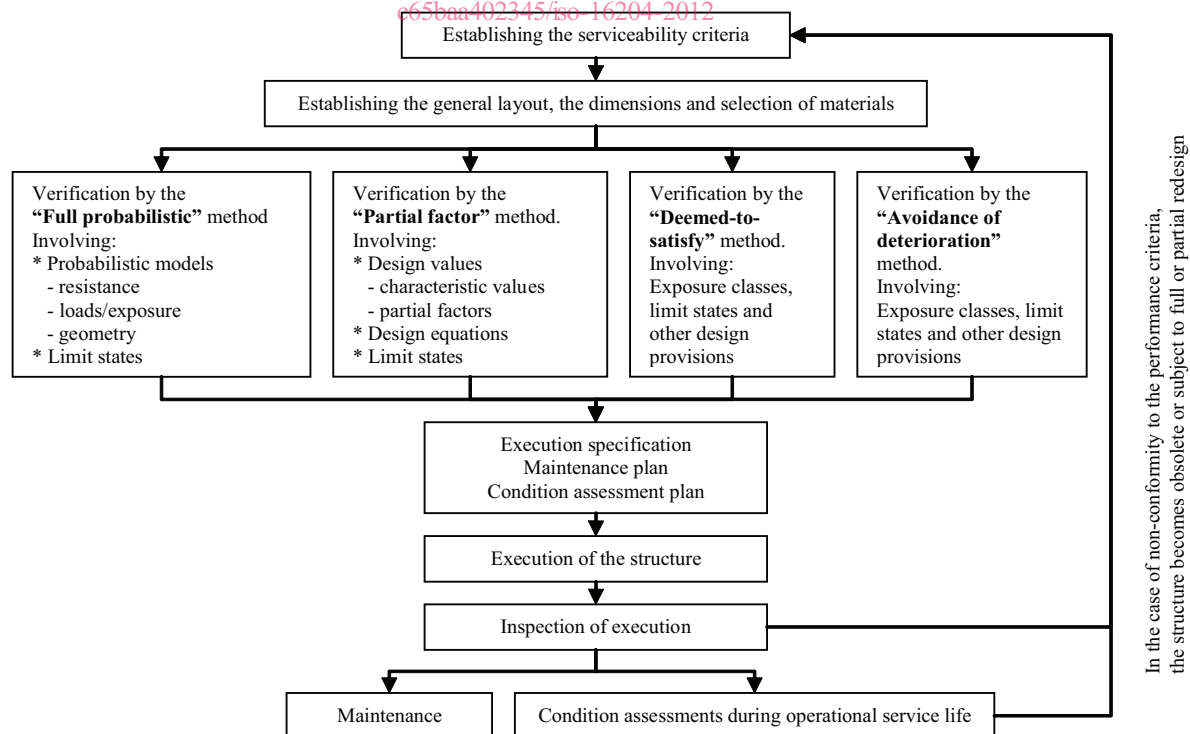 c65baa402345/iso-16204-2012
Establishing the serviceability criteria
Establishing the general layout, the dimensions and selection of materials
Verification by the
“Full probabilistic” method
Involving:
* Probabilistic models
- resistance
- loads/exposure
- geometry
* Limit states
Verification by the
“Partial factor” method.
Involving:
* Design values
- characteristic values
- partial factors
* Design equations
* Limit states
Verification by the
“Deemed-to-
satisfy” method.
Involving:
Exposure classes,
limit states and
other design
provisions
Verification by the
“Avoidance of
deterioration”
method.
Involving:
Exposure classes, limit
states and other design
provisions
Execution specification
Maintenance plan
Condition assessment plan
Execution of the structure
Inspection of execution
Maintenance
Condition assessments during operational service life
In the case of non-conformity to the performance criteria,
the structure becomes obsolete or subject to full or partial redesign